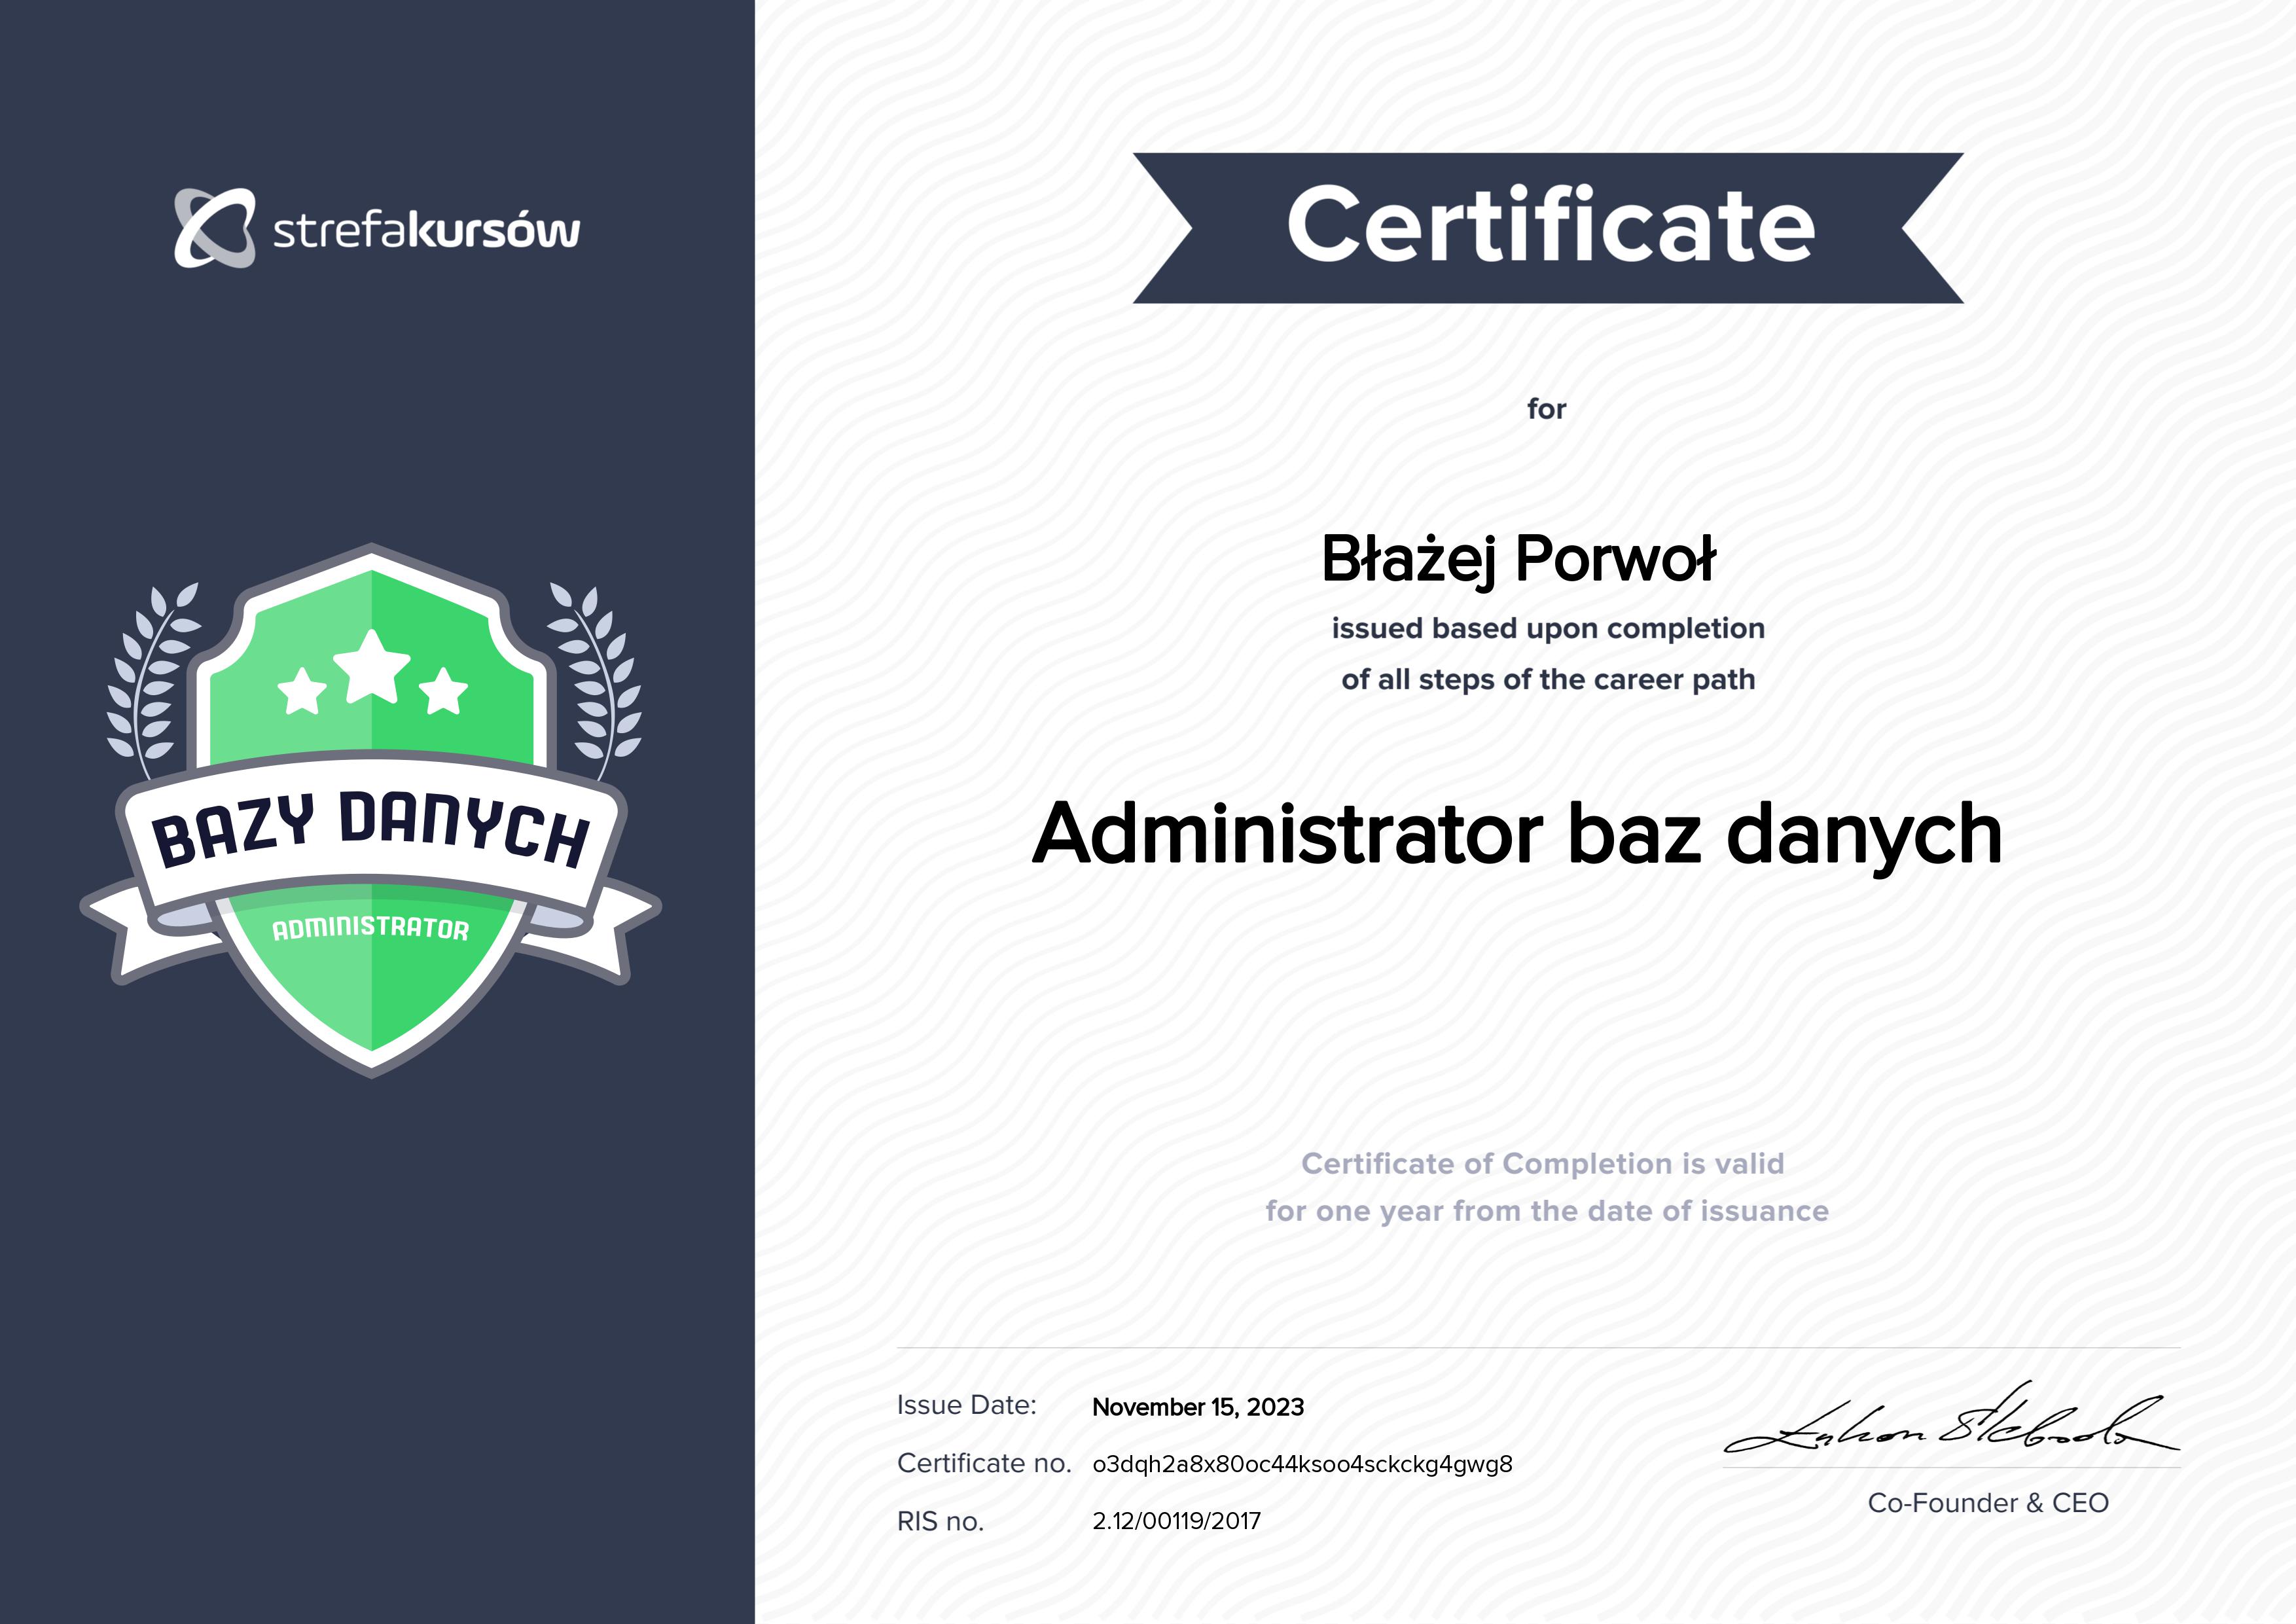 strefakursów
BAZY DANYCH
ADMINISTRATOR
Certificate
for
Błażej Porwoł
issued based upon completion
of all steps of the career path
Administrator baz danych
Certificate of Completion is valid
for one year from the date of issuance
Issue Date: November 15, 2023
Certificate no. o3dqh2a8x80oc44ksoo4sckckg4gwg8
RIS no. 2.12/00119/2017
Co-Founder & CEO